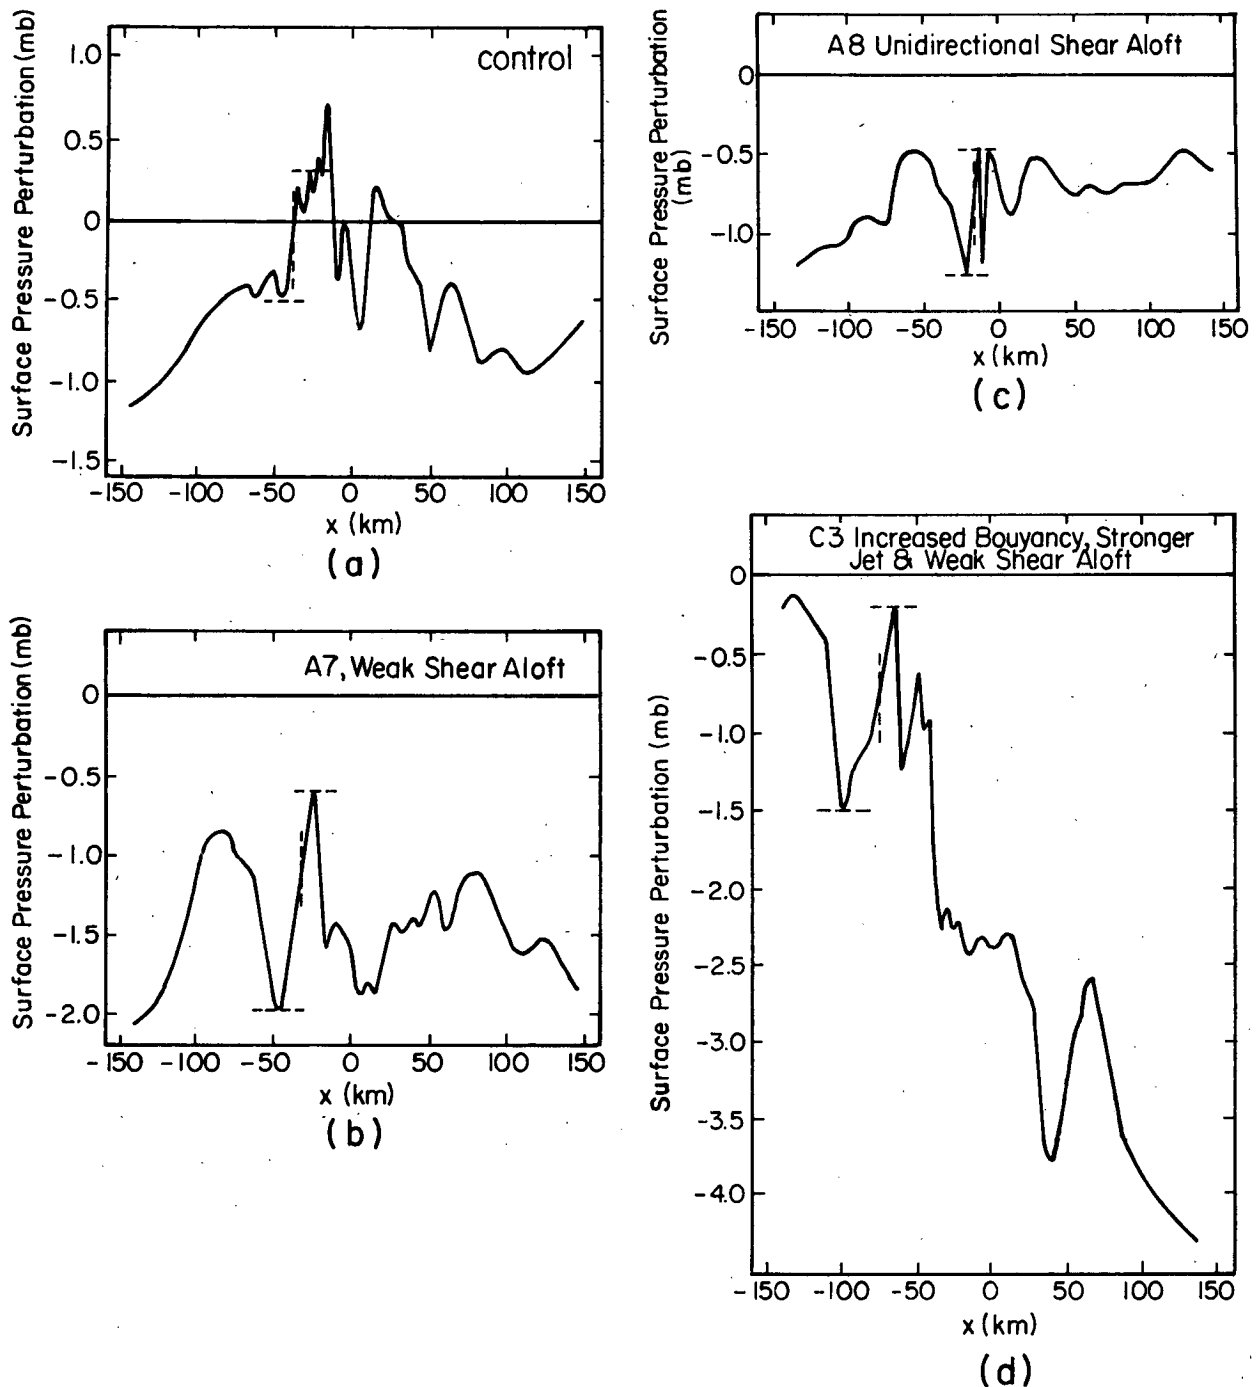 Surface Pressure Perturbation (mb)
control
1.0
0.5
0
-0.5
-1.0
-1.5
-150 -100 -50 0 50 100 150
x (km)
(a)
Surface Pressure Perturbation (mb)
A7, Weak Shear Aloft
0
-0.5
-1.0
-1.5
-2.0
-150 -100 -50 0 50 100 150
x (km)
(b)
Surface Pressure Perturbation
(mb)
A8 Unidirectional Shear Aloft
0
-0.5
-1.0
-150 -100 -50 0 50 100 150
x (km)
(c)
Surface Pressure Perturbation (mb)
C3 Increased Bouyancy, Stronger
Jet & Weak Shear Aloft
0
-0.5
-1.0
-1.5
-2.0
-2.5
-3.0
-3.5
-4.0
-150 -100 -50 0 50 100 150
x (km)
(d)